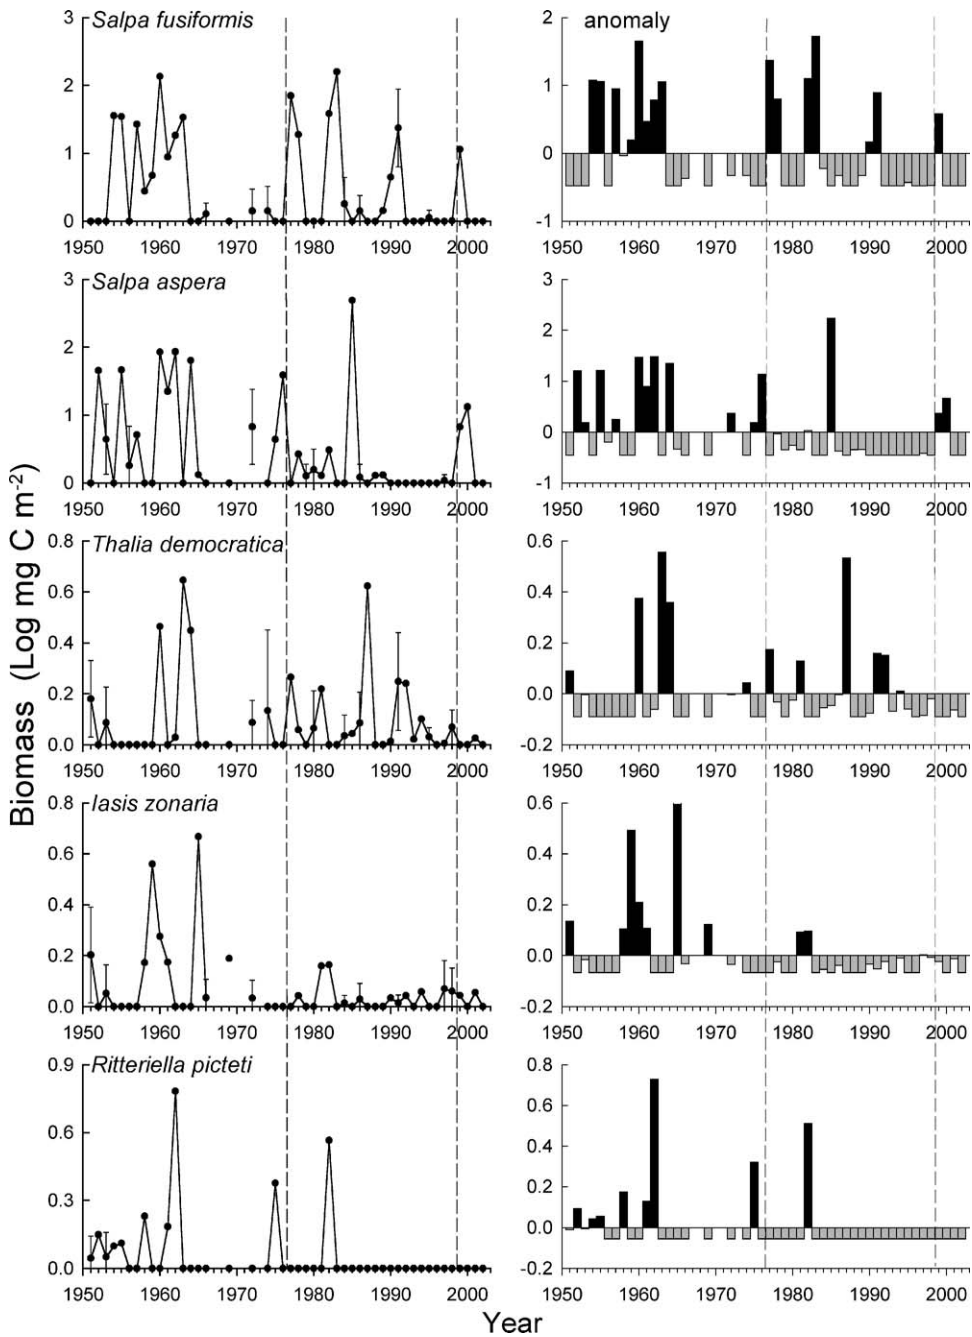 Salpa fusiformis
anomaly
3
2
1
0
1950 1960 1970 1980 1990 2000
2
1
0
-1
1950 1960 1970 1980 1990 2000
Salpa aspera
3
2
1
0
1950 1960 1970 1980 1990 2000
3
2
1
0
-1
1950 1960 1970 1980 1990 2000
Thalia democratica
0.8
0.6
0.4
0.2
0.0
1950 1960 1970 1980 1990 2000
0.6
0.4
0.2
0.0
-0.2
1950 1960 1970 1980 1990 2000
Iasis zonaria
0.8
0.6
0.4
0.2
0.0
1950 1960 1970 1980 1990 2000
0.6
0.4
0.2
0.0
-0.2
1950 1960 1970 1980 1990 2000
Ritteriella picteti
0.9
0.6
0.3
0.0
1950 1960 1970 1980 1990 2000
0.8
0.6
0.4
0.2
0.0
-0.2
1950 1960 1970 1980 1990 2000
Biomass (Log mg C m⁻²)
Year